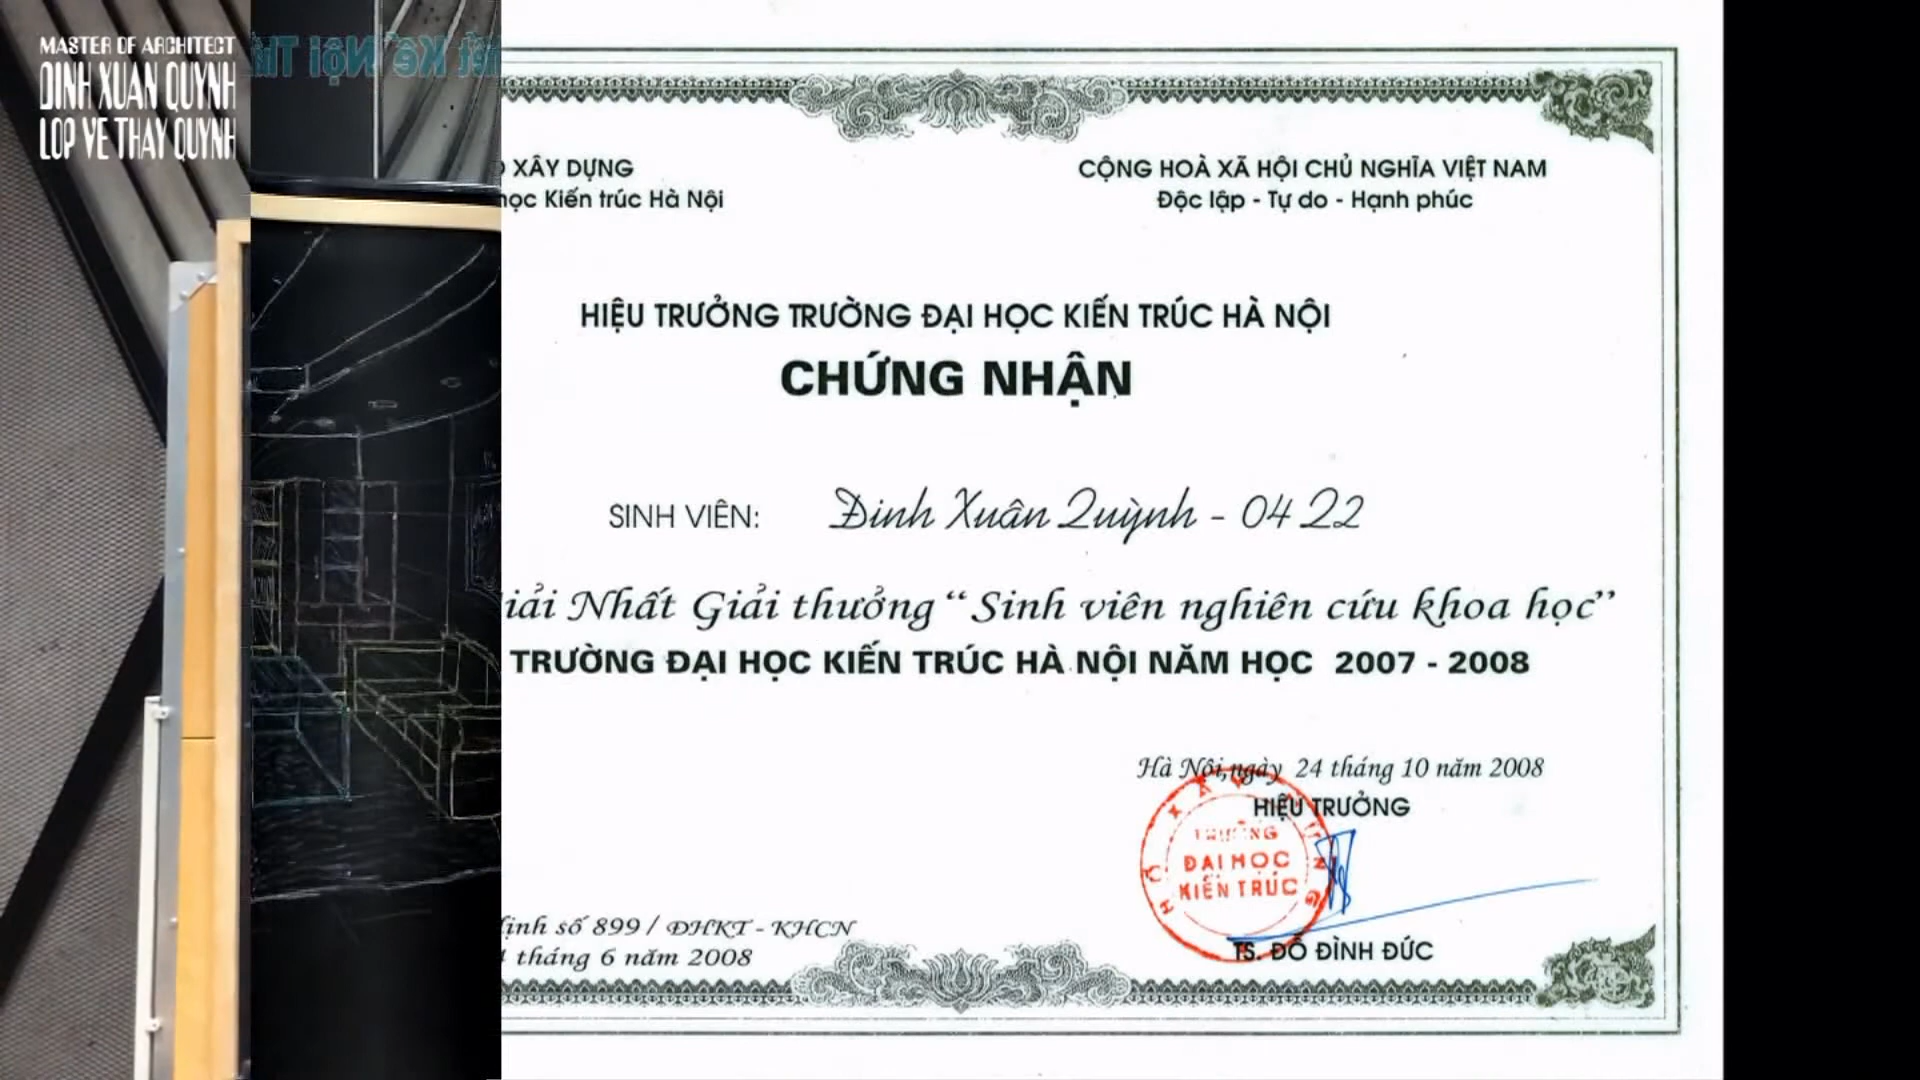 MASTER OF ARCHITECT
DINH XUAN QUYNH
LOP VE THAY QUYNH
XÂY DỰNG
học Kiến trúc Hà Nội
CỘNG HOÀ XÃ HỘI CHỦ NGHĨA VIỆT NAM
Độc lập - Tự do - Hạnh phúc
HIỆU TRƯỞNG TRƯỜNG ĐẠI HỌC KIẾN TRÚC HÀ NỘI
CHỨNG NHẬN
SINH VIÊN: Đinh Xuân Quỳnh - 04 22
iải Nhất Giải thưởng “Sinh viên nghiên cứu khoa học”
TRƯỜNG ĐẠI HỌC KIẾN TRÚC HÀ NỘI NĂM HỌC 2007 - 2008
Hà Nội, ngày 24 tháng 10 năm 2008
HIỆU TRƯỞNG
TRƯỜNG
ĐẠI HỌC
KIẾN TRÚC
TS. ĐỖ ĐÌNH ĐỨC
ịnh số 899 / ĐHKT - KHCN
tháng 6 năm 2008